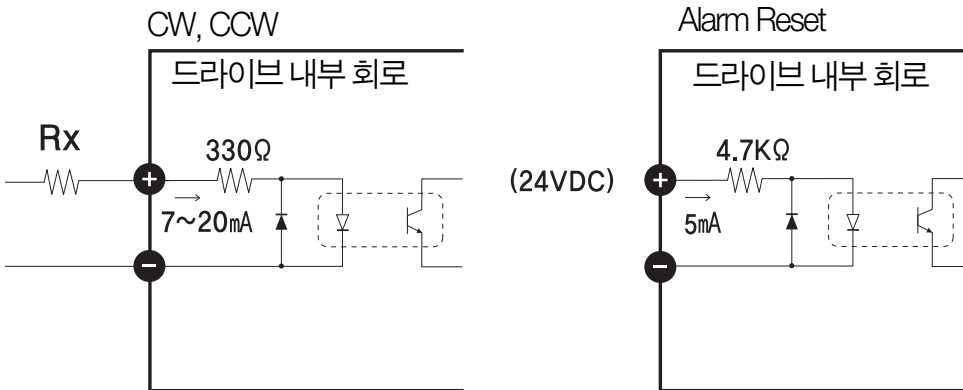 CW, CCW
드라이브 내부 회로
Rx
330Ω
+
7~20mA
−
Alarm Reset
드라이브 내부 회로
(24VDC)
4.7KΩ
+
5mA
−